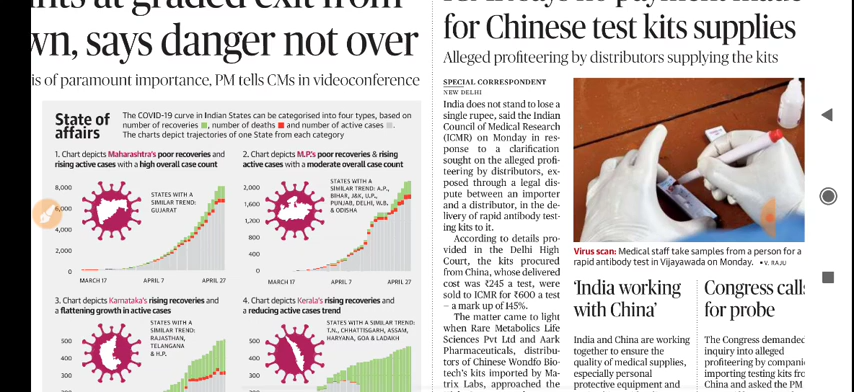 nts at graded exit from
wn, says danger not over
is of paramount importance, PM tells CMs in videoconference
State of
affairs
The COVID-19 curve in Indian States can be categorised into four types, based on
number of recoveries , number of deaths and number of active cases .
The charts depict trajectories of one State from each category
1. Chart depicts Maharashtra's poor recoveries and
rising active cases with a high overall case count
8,000
6,000
4,000
2,000
0
STATES WITH A
SIMILAR TREND:
GUJARAT
MARCH 17
APRIL 7
APRIL 27
2. Chart depicts M.P.'s poor recoveries & rising
active cases with a moderate overall case count
2,000
1,600
1,200
800
400
0
STATES WITH A
SIMILAR TREND: A.P.,
BIHAR, J&K, U.P.,
PUNJAB, DELHI, W.B.
& ODISHA
MARCH 17
APRIL 7
APRIL 27
3. Chart depicts Karnataka's rising recoveries and
a flattening growth in active cases
500
400
300
STATES WITH A
SIMILAR TREND:
RAJASTHAN,
TELANGANA
& H.P.
4. Chart depicts Kerala's rising recoveries and
a reducing active cases trend
500
400
300
STATES WITH A SIMILAR TREND:
T.N., CHHATTISGARH, ASSAM,
HARYANA, GOA & LADAKH
for Chinese test kits supplies
Alleged profiteering by distributors supplying the kits
SPECIAL CORRESPONDENT
NEW DELHI
India does not stand to lose a
single rupee, said the Indian
Council of Medical Research
(ICMR) on Monday in res-
ponse to a clarification
sought on the alleged profi-
teering by distributors, ex-
posed through a legal dis-
pute between an importer
and a distributor, in the de-
livery of rapid antibody test-
ing kits to it.
According to details pro-
vided in the Delhi High
Court, the kits procured
from China, whose delivered
cost was ₹245 a test, were
sold to ICMR for ₹600 a test
– a mark up of 145%.
The matter came to light
when Rare Metabolics Life
Sciences Pvt Ltd and Aark
Pharmaceuticals, distribu-
tors of Chinese Wondfo Bio-
tech's kits imported by Ma-
trix Labs, approached the
Virus scan: Medical staff take samples from a person for a
rapid antibody test in Vijayawada on Monday. • V. RAJU
'India working
with China'
India and China are working
together to ensure the
quality of medical supplies,
especially personal
protective equipment and
Congress calls
for probe
The Congress demanded
inquiry into alleged
profiteering by compani
importing testing kits fr
China and asked the PM